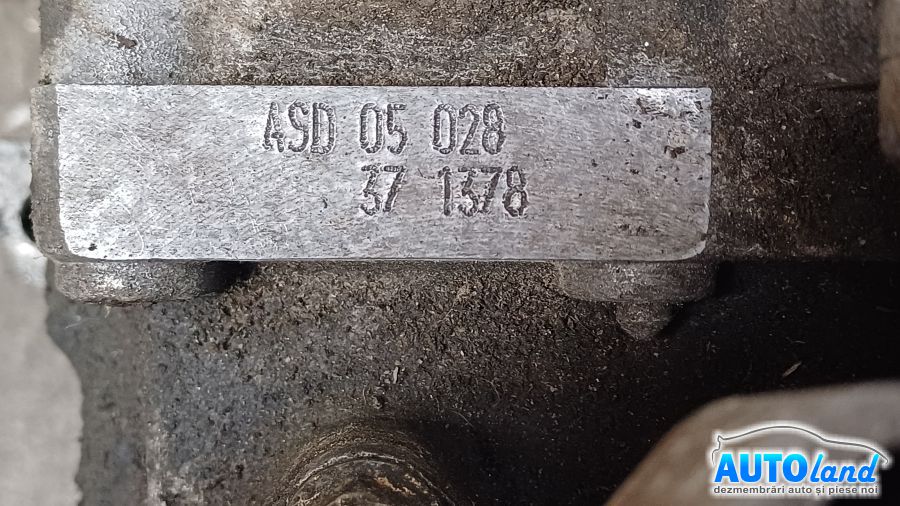 ASD 05 028
37 1378
AUTOland
dezmembrări auto și piese noi